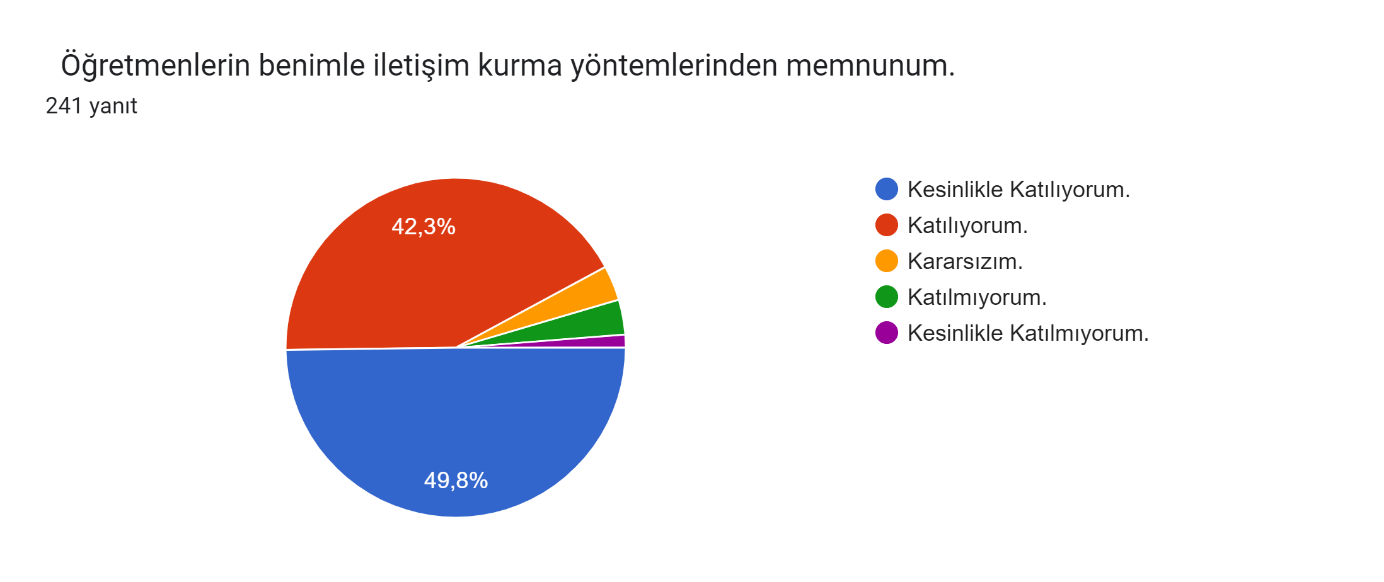 Öğretmenlerin benimle iletişim kurma yöntemlerinden memnunum.
241 yanıt
42,3%
49,8%
Kesinlikle Katılıyorum.
Katılıyorum.
Kararsızım.
Katılmıyorum.
Kesinlikle Katılmıyorum.